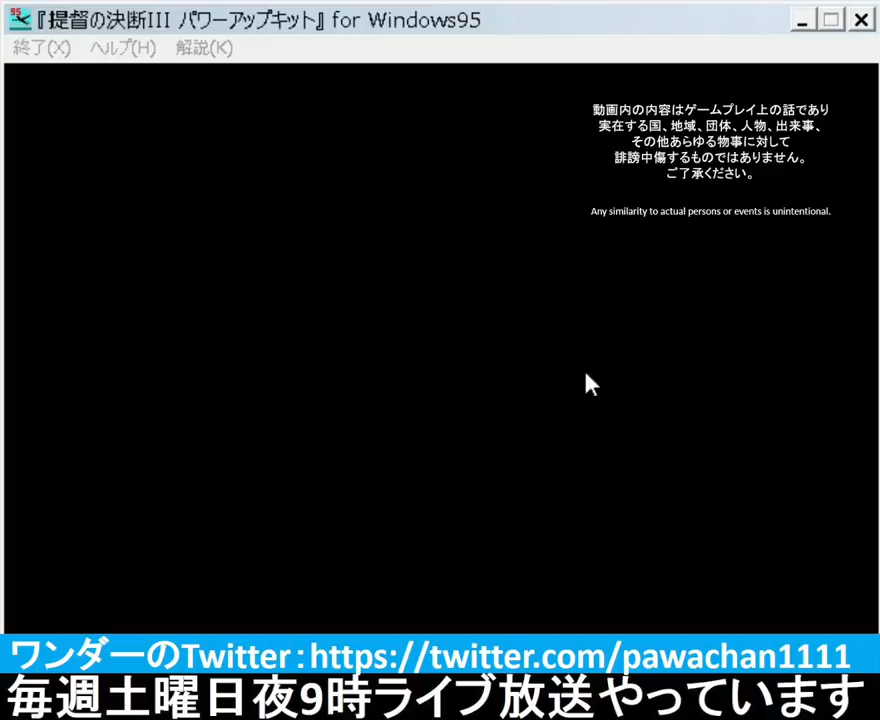 『提督の決断III パワーアップキット』 for Windows95
終了(X) ヘルプ(H) 解説(K)
動画内の内容はゲームプレイ上の話であり
実在する国、地域、団体、人物、出来事、
その他あらゆる物事に対して
誹謗中傷するものではありません。
ご了承ください。
Any similarity to actual persons or events is unintentional.
ワンダーのTwitter:https://twitter.com/pawachan1111
毎週土曜日夜9時ライブ放送やっています